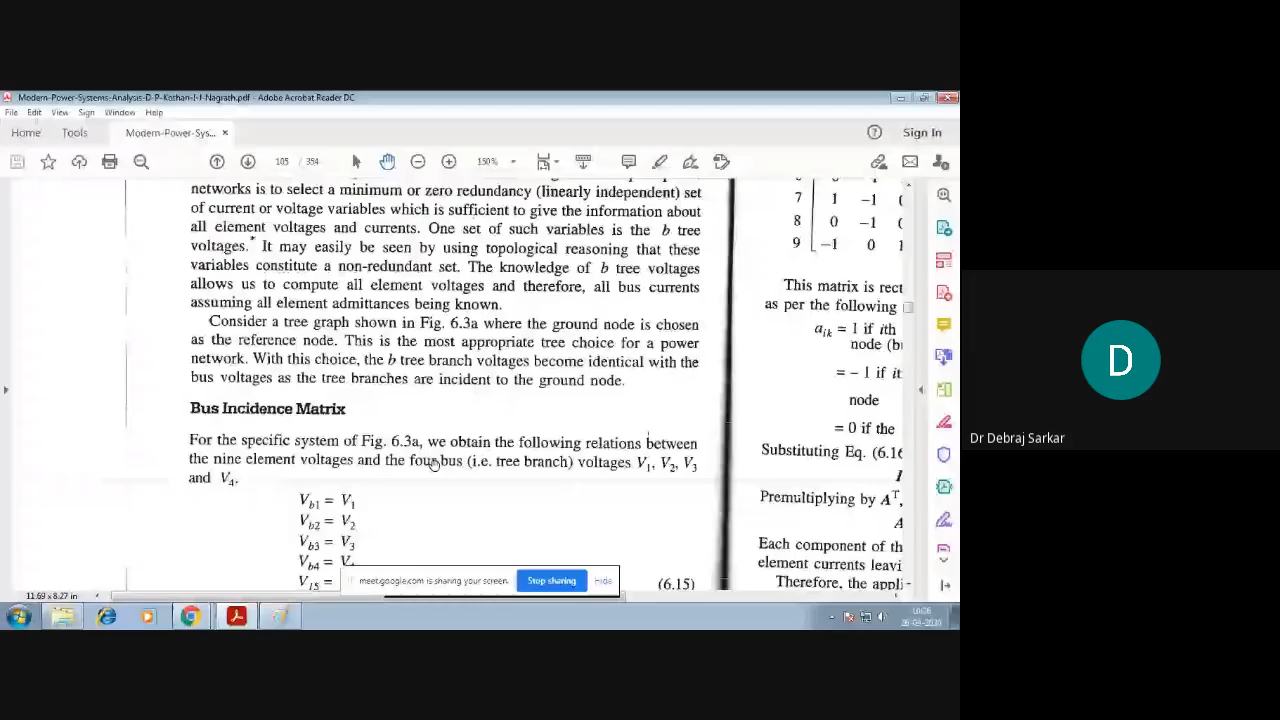 Modern-Power-Systems-Analysis-D-P-Kothari-I-J-Nagrath.pdf - Adobe Acrobat Reader DC
File Edit View Sign Window Help
Home Tools Modern-Power-Sys... × Sign In
105 / 354 150%
networks is to select a minimum or zero redundancy (linearly independent) set
of current or voltage variables which is sufficient to give the information about
all element voltages and currents. One set of such variables is the b tree
voltages.* It may easily be seen by using topological reasoning that these
variables constitute a non-redundant set. The knowledge of b tree voltages
allows us to compute all element voltages and therefore, all bus currents
assuming all element admittances being known.
Consider a tree graph shown in Fig. 6.3a where the ground node is chosen
as the reference node. This is the most appropriate tree choice for a power
network. With this choice, the b tree branch voltages become identical with the
bus voltages as the tree branches are incident to the ground node.
Bus Incidence Matrix
For the specific system of Fig. 6.3a, we obtain the following relations between
the nine element voltages and the four bus (i.e. tree branch) voltages V1, V2, V3
and V4.
Vb1 = V1
Vb2 = V2
Vb3 = V3
Vb4 =
V15 =
(6.15)
7 1 −1
8 0 −1
9 −1 0 1
This matrix is rect
as per the following
aik = 1 if ith
node (b
= − 1 if it
node
= 0 if the
Substituting Eq. (6.16
Premultiplying by AT,
A
Each component of th
element currents leavi
Therefore, the appli
meet.google.com is sharing your screen. Stop sharing Hide
11.69 x 8.27 in
D
Dr Debraj Sarkar